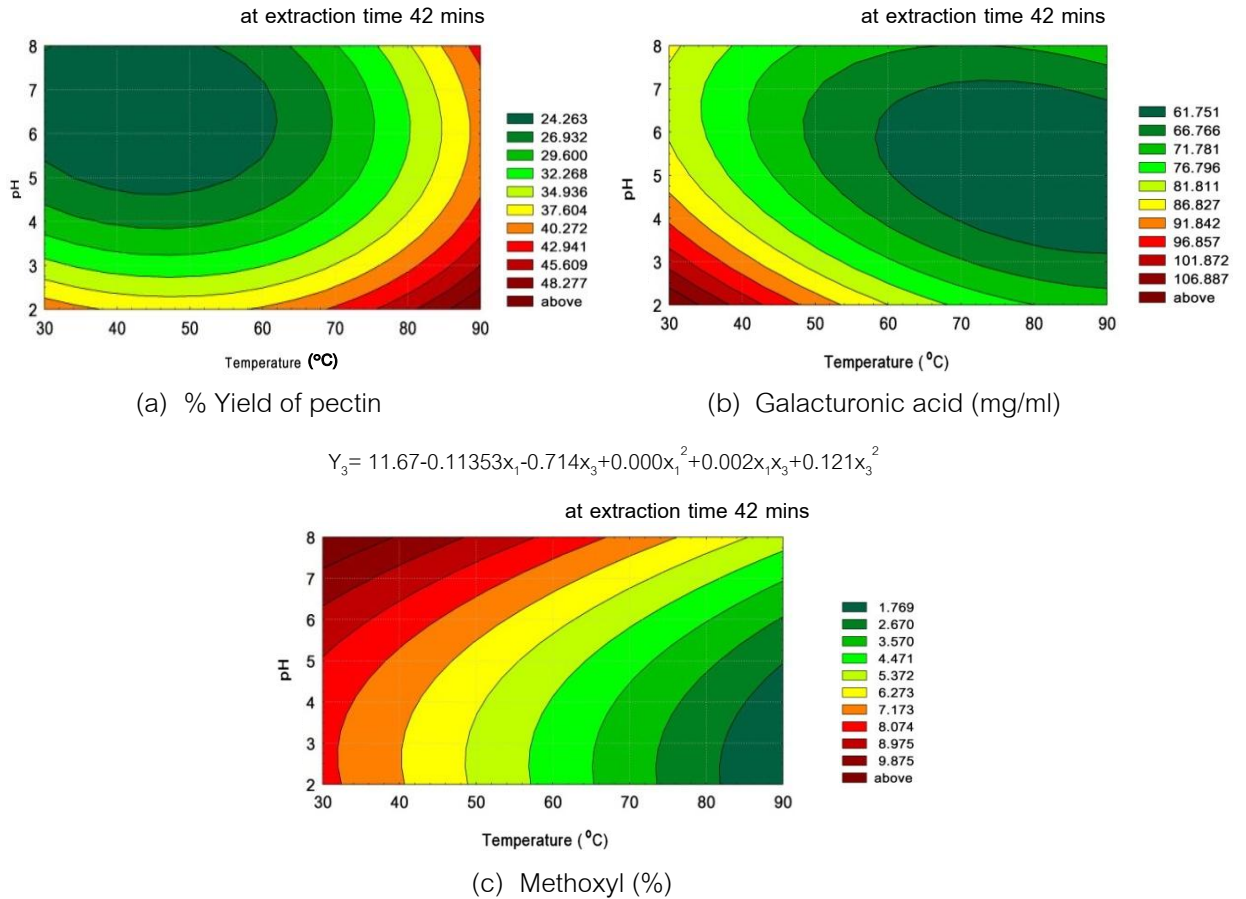 at extraction time 42 mins
8
7
6
5
4
3
2
pH
30 40 50 60 70 80 90
Temperature (°C)
24.263
26.932
29.600
32.268
34.936
37.604
40.272
42.941
45.609
48.277
above
(a) % Yield of pectin
at extraction time 42 mins
8
7
6
5
4
3
2
pH
30 40 50 60 70 80 90
Temperature (⁰C)
61.751
66.766
71.781
76.796
81.811
86.827
91.842
96.857
101.872
106.887
above
(b) Galacturonic acid (mg/ml)
Y₃= 11.67-0.11353x₁-0.714x₃+0.000x₁²+0.002x₁x₃+0.121x₃²
at extraction time 42 mins
8
7
6
5
4
3
2
pH
30 40 50 60 70 80 90
Temperature (⁰C)
1.769
2.670
3.570
4.471
5.372
6.273
7.173
8.074
8.975
9.875
above
(c) Methoxyl (%)